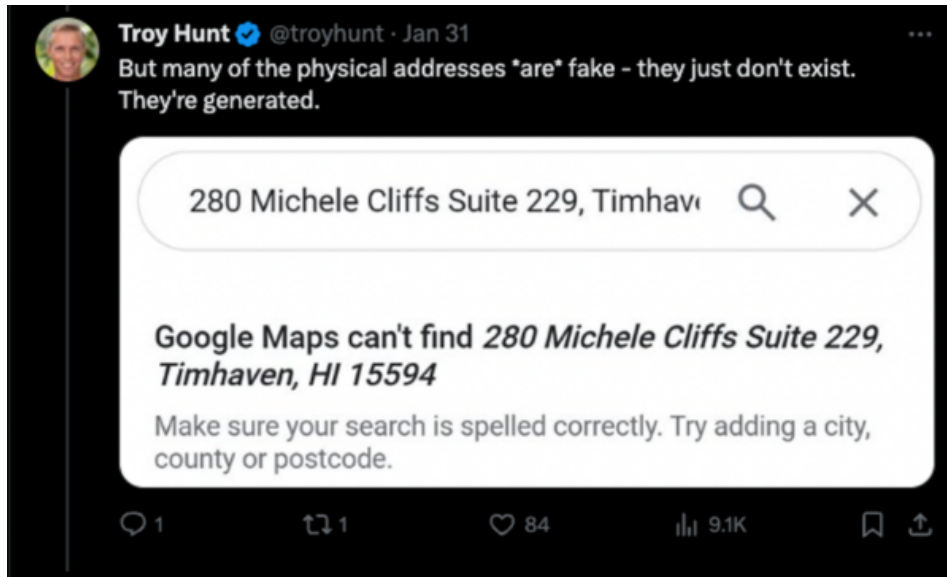 Troy Hunt @troyhunt · Jan 31
But many of the physical addresses *are* fake - they just don't exist.
They're generated.
280 Michele Cliffs Suite 229, Timhav
Google Maps can't find 280 Michele Cliffs Suite 229,
Timhaven, HI 15594
Make sure your search is spelled correctly. Try adding a city,
county or postcode.
1 1 84 9.1K